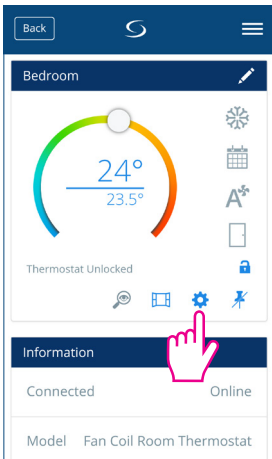 Back
Bedroom
24°
23.5°
A
Thermostat Unlocked
Information
Connected Online
Model Fan Coil Room Thermostat